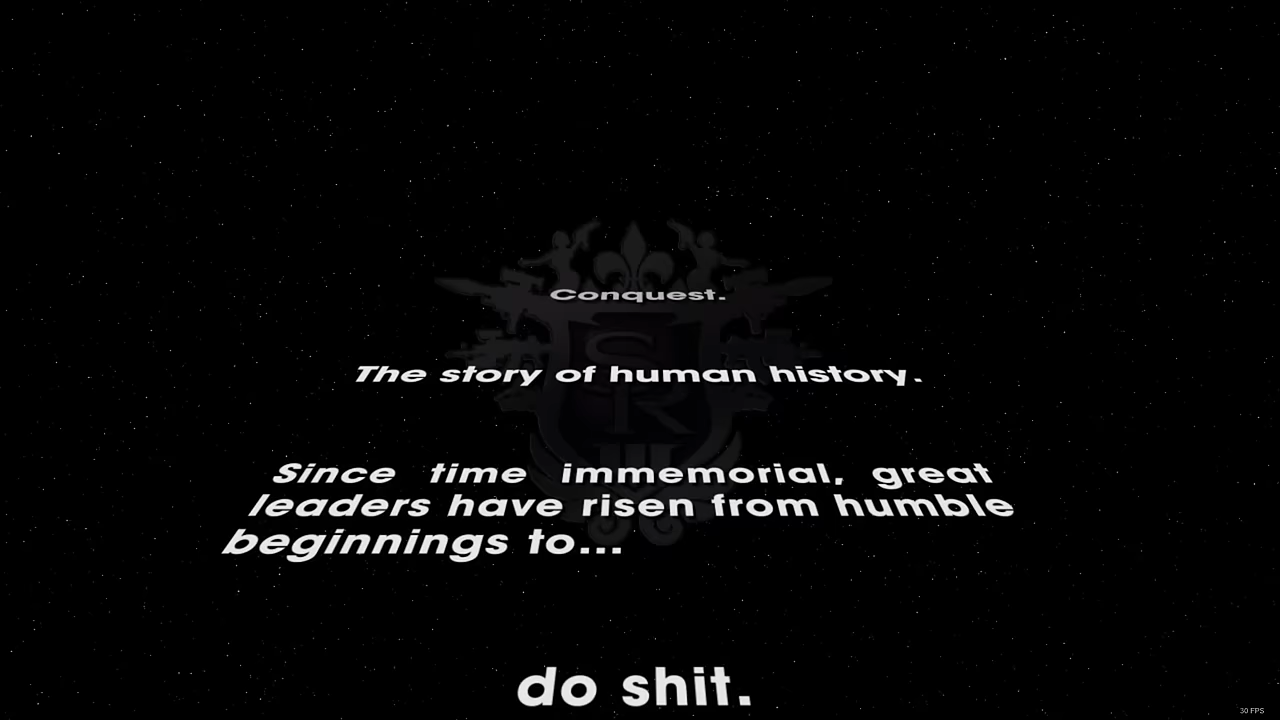 Conquest.
The story of human history.
Since time immemorial, great
leaders have risen from humble
beginnings to...
do shit.
SR
30 FPS